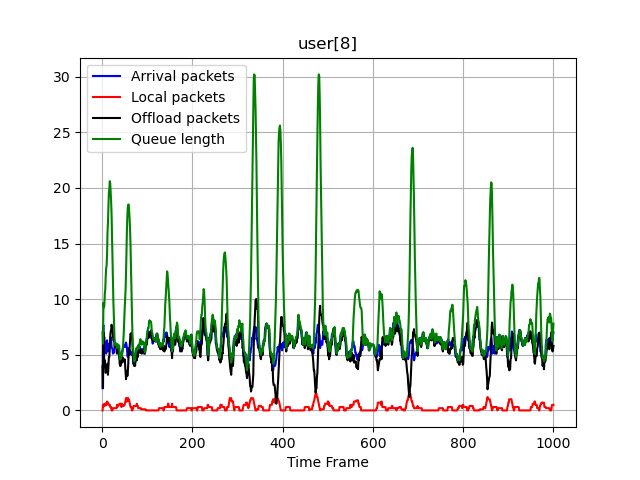 user[8]
Arrival packets
Local packets
Offload packets
Queue length
30
25
20
15
10
5
0
0 200 400 600 800 1000
Time Frame